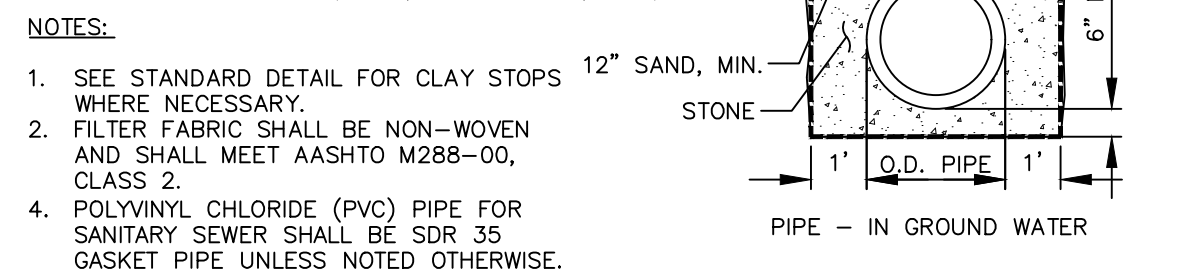 NOTES:
1. SEE STANDARD DETAIL FOR CLAY STOPS
WHERE NECESSARY.
2. FILTER FABRIC SHALL BE NON-WOVEN
AND SHALL MEET AASHTO M288-00,
CLASS 2.
4. POLYVINYL CHLORIDE (PVC) PIPE FOR
SANITARY SEWER SHALL BE SDR 35
GASKET PIPE UNLESS NOTED OTHERWISE.
12" SAND, MIN.
STONE
6"
1' O.D. PIPE 1'
PIPE - IN GROUND WATER